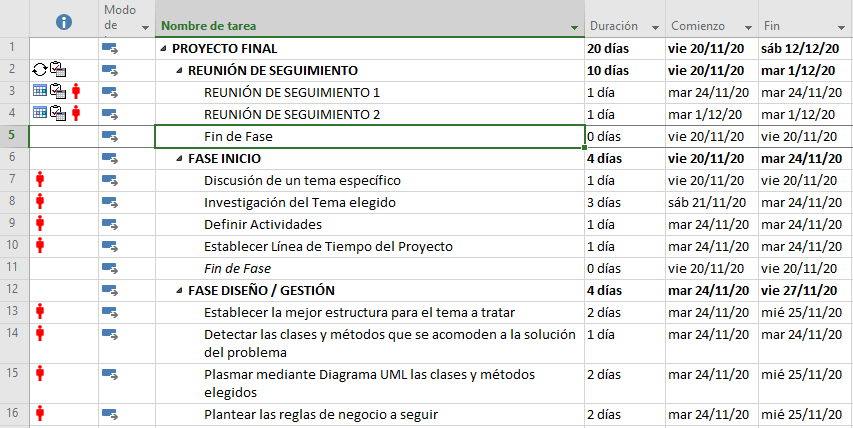 Modo de Nombre de tarea Duración Comienzo Fin
1 PROYECTO FINAL 20 días vie 20/11/20 sáb 12/12/20
2 REUNIÓN DE SEGUIMIENTO 10 días vie 20/11/20 mar 1/12/20
3 REUNIÓN DE SEGUIMIENTO 1 1 día mar 24/11/20 mar 24/11/20
4 REUNIÓN DE SEGUIMIENTO 2 1 día mar 1/12/20 mar 1/12/20
5 Fin de Fase 0 días vie 20/11/20 vie 20/11/20
6 FASE INICIO 4 días vie 20/11/20 mar 24/11/20
7 Discusión de un tema específico 1 día vie 20/11/20 vie 20/11/20
8 Investigación del Tema elegido 3 días sáb 21/11/20 mar 24/11/20
9 Definir Actividades 1 día mar 24/11/20 mar 24/11/20
10 Establecer Línea de Tiempo del Proyecto 1 día mar 24/11/20 mar 24/11/20
11 Fin de Fase 0 días vie 20/11/20 vie 20/11/20
12 FASE DISEÑO / GESTIÓN 4 días mar 24/11/20 vie 27/11/20
13 Establecer la mejor estructura para el tema a tratar 2 días mar 24/11/20 mié 25/11/20
14 Detectar las clases y métodos que se acomoden a la solución 1 día mar 24/11/20 mar 24/11/20
del problema
15 Plasmar mediante Diagrama UML las clases y métodos 2 días mar 24/11/20 mié 25/11/20
elegidos
16 Plantear las reglas de negocio a seguir 2 días mar 24/11/20 mié 25/11/20